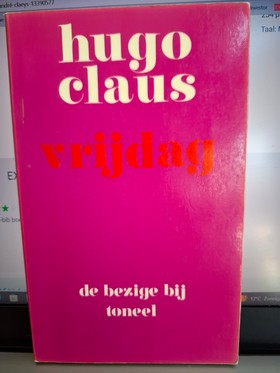 hugo
claus
vrijdag
de bezige bij
toneel